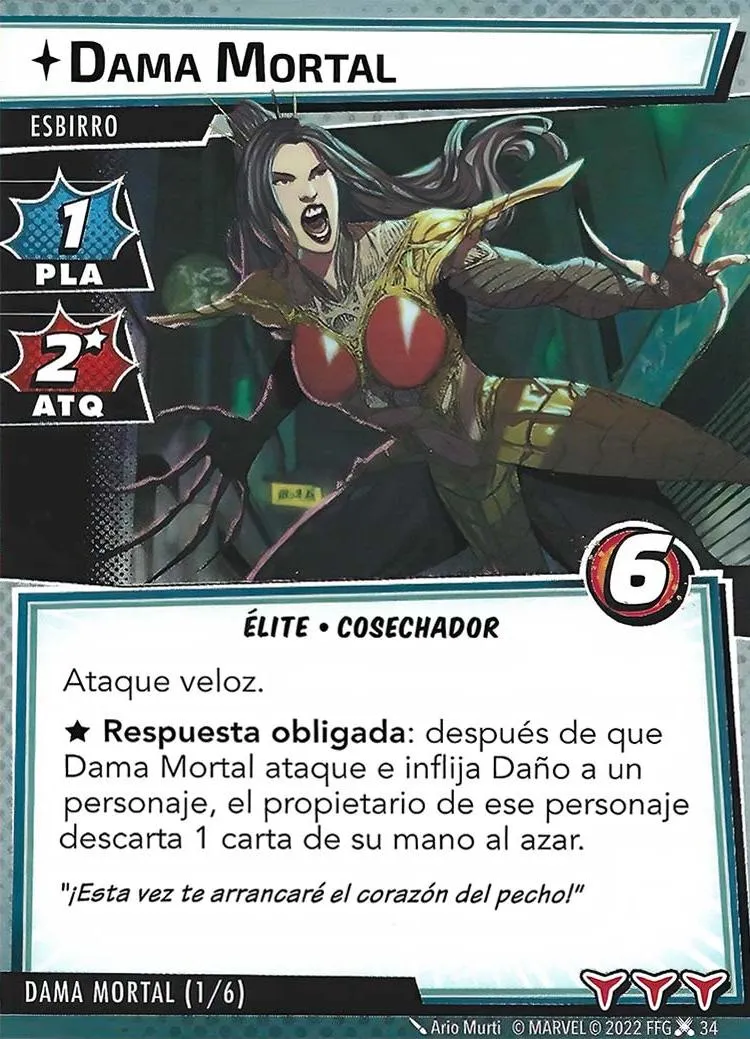 DAMA MORTAL
ESBIRRO
1
PLA
2
ATQ
6
ÉLITE • COSECHADOR
Ataque veloz.
★ Respuesta obligada: después de que
Dama Mortal ataque e inflija Daño a un
personaje, el propietario de ese personaje
descarta 1 carta de su mano al azar.
"¡Esta vez te arrancaré el corazón del pecho!"
DAMA MORTAL (1/6)
Ario Murti © MARVEL © 2022 FFG 34